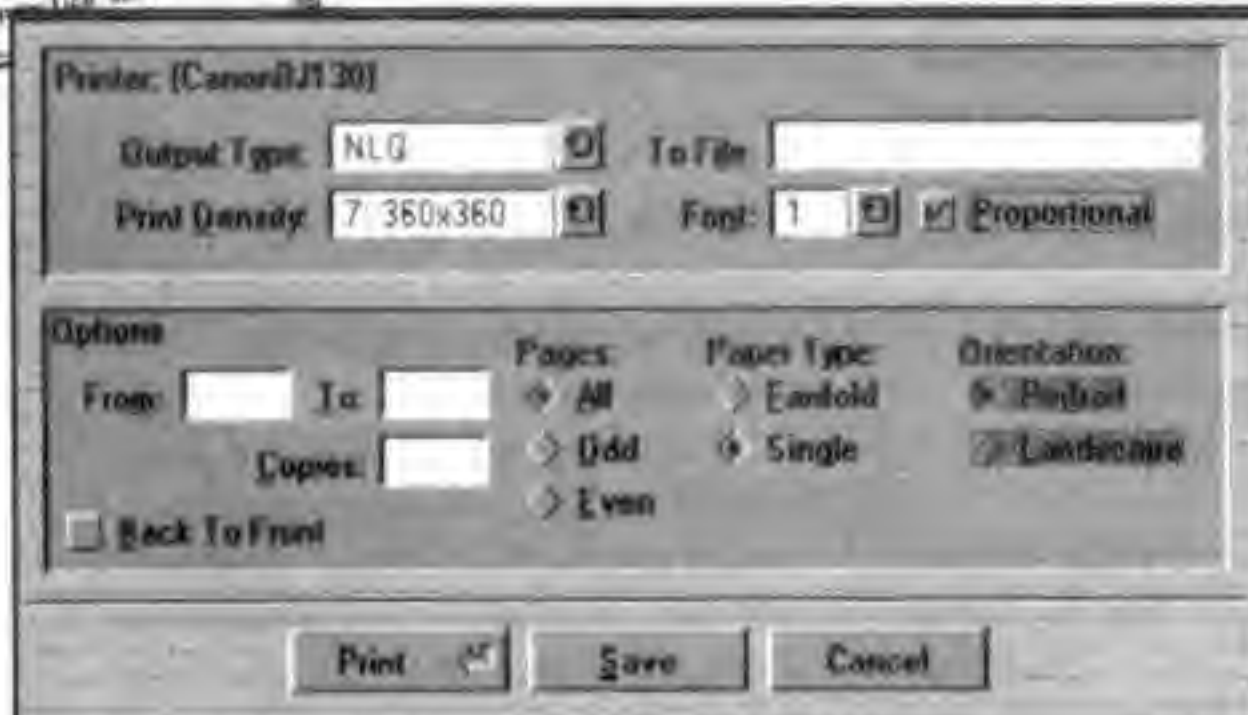 Printer: (CanonBJ130)
Output Type: NLQ To File
Print Density: 7 360x360 Font: 1 Proportional
Options
Pages: Paper Type: Orientation:
From: To: All Fanfold Portrait
Copies: Odd Single Landscape
Even
Back To Front
Print Save Cancel